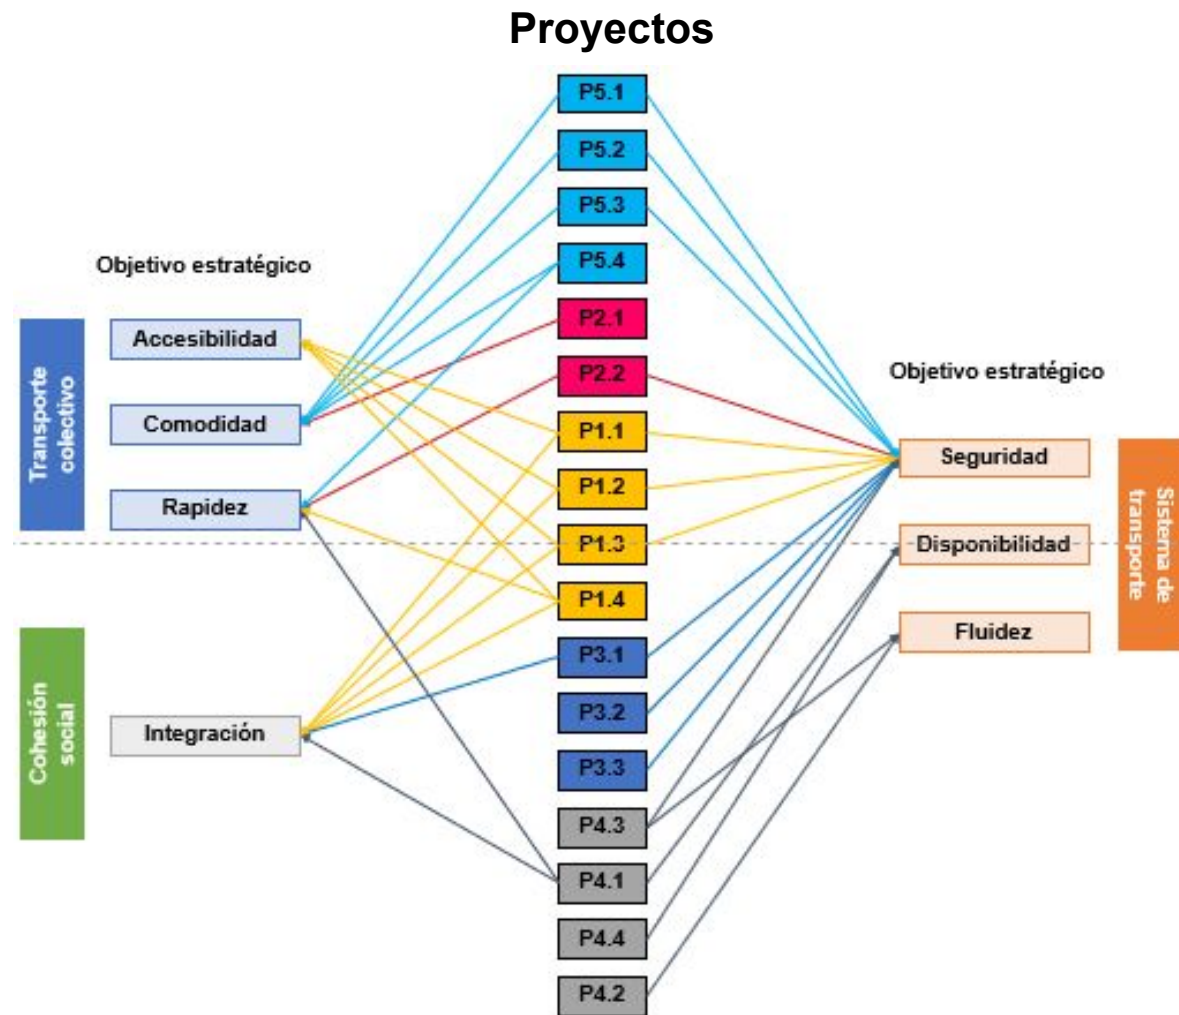 Proyectos
P5.1
P5.2
P5.3
P5.4
P2.1
P2.2
P1.1
P1.2
P1.3
P1.4
P3.1
P3.2
P3.3
P4.3
P4.1
P4.4
P4.2
Objetivo estratégico
Transporte
colectivo
Accesibilidad
Comodidad
Rapidez
Cohesión
social
Integración
Objetivo estratégico
Seguridad
Disponibilidad
Fluidez
Sistema de
transporte